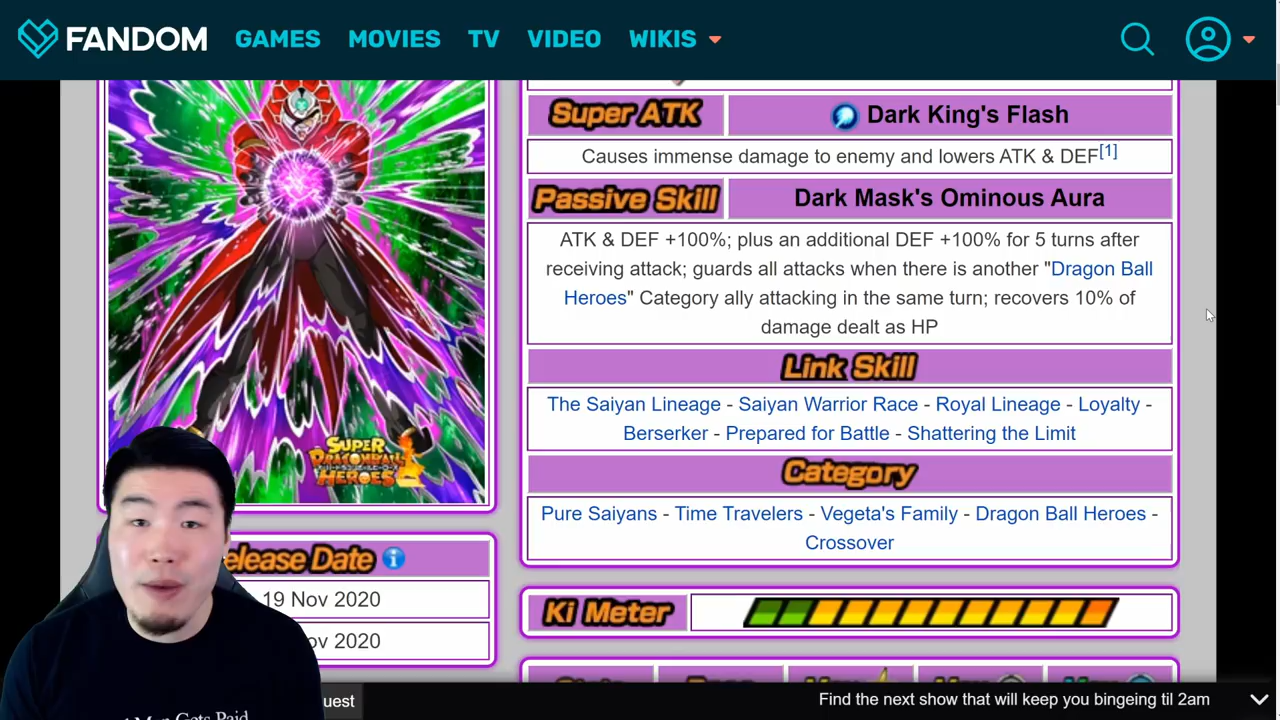 FANDOM GAMES MOVIES TV VIDEO WIKIS
Super ATK
Dark King's Flash
Causes immense damage to enemy and lowers ATK & DEF[1]
Passive Skill
Dark Mask's Ominous Aura
ATK & DEF +100%; plus an additional DEF +100% for 5 turns after
receiving attack; guards all attacks when there is another "Dragon Ball
Heroes" Category ally attacking in the same turn; recovers 10% of
damage dealt as HP
Link Skill
The Saiyan Lineage - Saiyan Warrior Race - Royal Lineage - Loyalty -
Berserker - Prepared for Battle - Shattering the Limit
Category
Pure Saiyans - Time Travelers - Vegeta's Family - Dragon Ball Heroes -
Crossover
Ki Meter
SUPER
DRAGONBALL
HEROES
elease Date
19 Nov 2020
ov 2020
uest
Find the next show that will keep you bingeing til 2am
Man Gets Paid